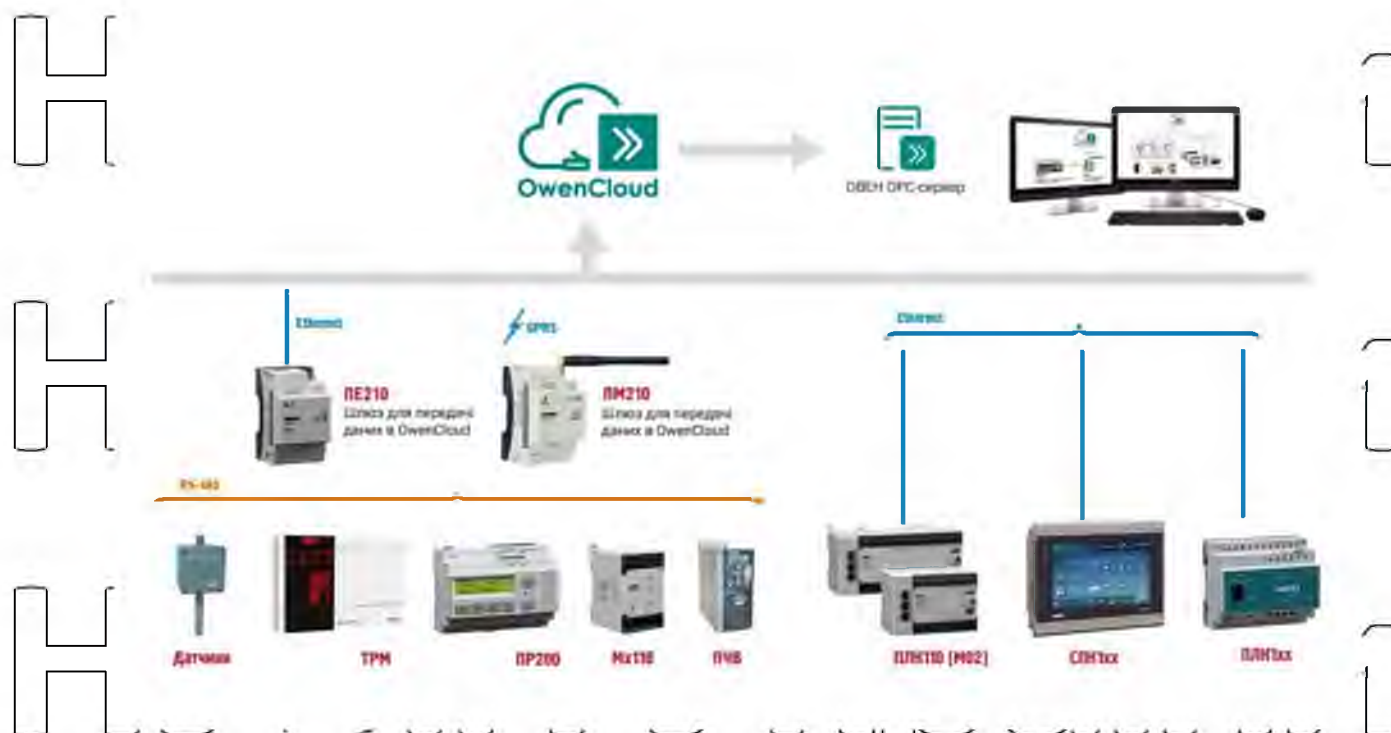 OwenCloud
ОВЕН OPC-сервер
Ethernet
GPRS
Ethernet
ПЕ210
Шлюз для передачі
даних в OwenCloud
ПМ210
Шлюз для передачі
даних в OwenCloud
RS-485
Датчики
ТРМ
ПР200
Мх110
ПЧВ
ПЛК110 [М02]
СПК1хх
ПЛК1хх